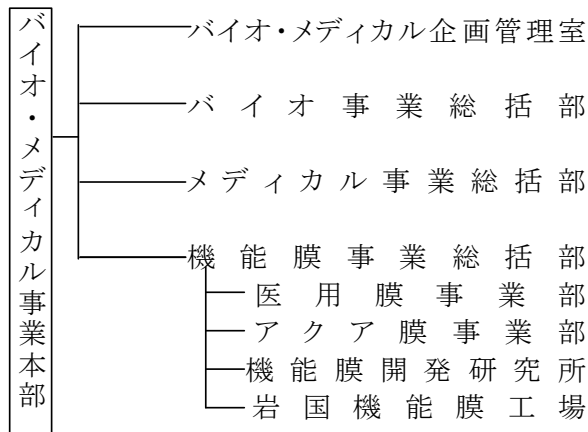 バイオ・メディカル事業本部
バイオ・メディカル企画管理室
バイオ事業総括部
メディカル事業総括部
機能膜事業総括部
医用膜事業部
アクア膜事業部
機能膜開発研究所
岩国機能膜工場